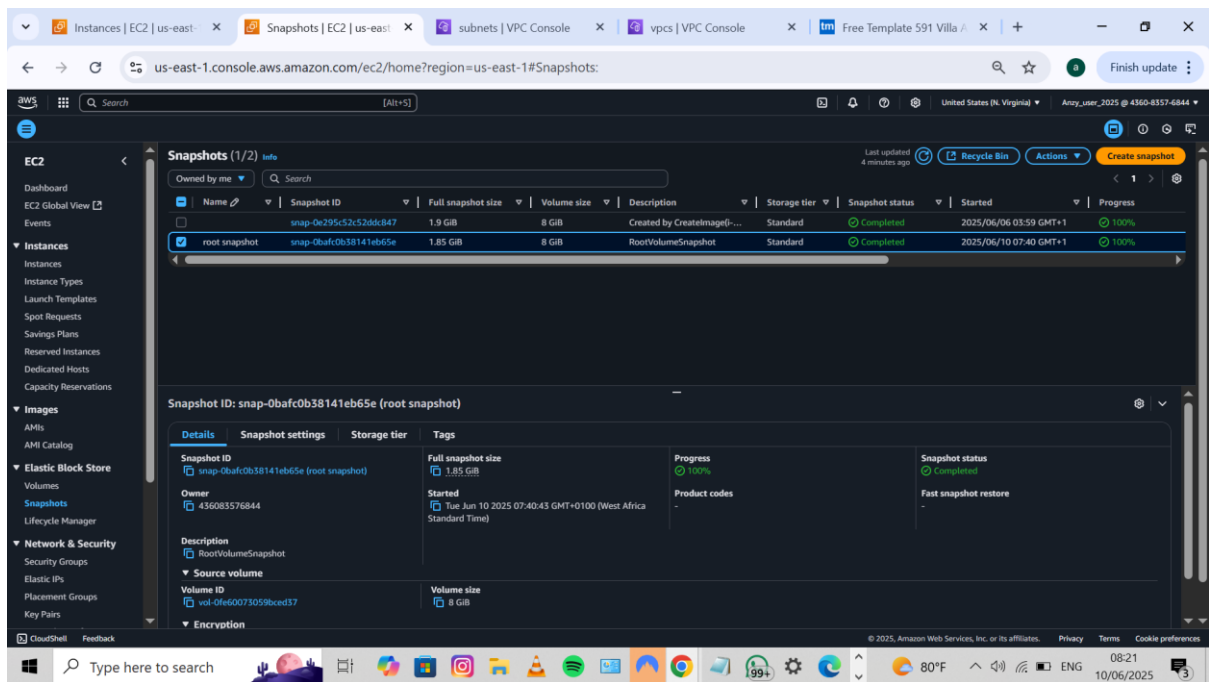 Instances | EC2 | us-east-
Snapshots | EC2 | us-east
subnets | VPC Console
vpcs | VPC Console
tm Free Template 591 Villa A
us-east-1.console.aws.amazon.com/ec2/home?region=us-east-1#Snapshots:
a
Finish update
aws
Search
[Alt+S]
United States (N. Virginia)
Anzy_user_2025 @ 4360-8357-6844
EC2
Dashboard
EC2 Global View
Events
Instances
Instances
Instance Types
Launch Templates
Spot Requests
Savings Plans
Reserved Instances
Dedicated Hosts
Capacity Reservations
Images
AMIs
AMI Catalog
Elastic Block Store
Volumes
Snapshots
Lifecycle Manager
Network & Security
Security Groups
Elastic IPs
Placement Groups
Key Pairs
Snapshots (1/2) Info
Last updated
4 minutes ago
Recycle Bin
Actions
Create snapshot
Owned by me
Search
1
Name Snapshot ID Full snapshot size Volume size Description Storage tier Snapshot status Started Progress
snap-0e295c52c52ddc847 1.9 GiB 8 GiB Created by CreateImage(i-... Standard Completed 2025/06/06 03:59 GMT+1 100%
root snapshot snap-0bafc0b38141eb65e 1.85 GiB 8 GiB RootVolumeSnapshot Standard Completed 2025/06/10 07:40 GMT+1 100%
Snapshot ID: snap-0bafc0b38141eb65e (root snapshot)
Details Snapshot settings Storage tier Tags
Snapshot ID
snap-0bafc0b38141eb65e (root snapshot)
Full snapshot size
1.85 GiB
Progress
100%
Snapshot status
Completed
Owner
436083576844
Started
Tue Jun 10 2025 07:40:43 GMT+0100 (West Africa
Standard Time)
Product codes
-
Fast snapshot restore
-
Description
RootVolumeSnapshot
Source volume
Volume ID
vol-0fe60073059bced37
Volume size
8 GiB
Encryption
CloudShell Feedback
© 2025, Amazon Web Services, Inc. or its affiliates. Privacy Terms Cookie preferences
Type here to search
99+
80°F
ENG
08:21
10/06/2025
3